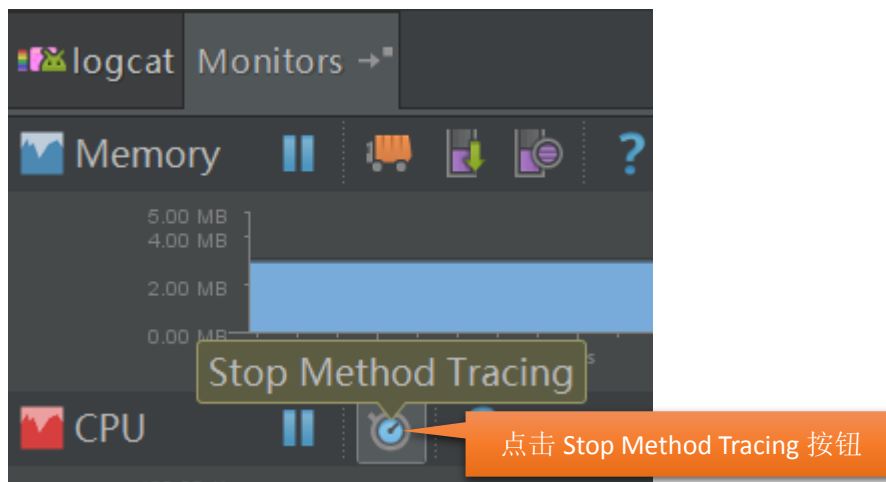 logcat Monitors
Memory ?
5.00 MB
4.00 MB
2.00 MB
0.00 MB
s
Stop Method Tracing
CPU
点击 Stop Method Tracing 按钮